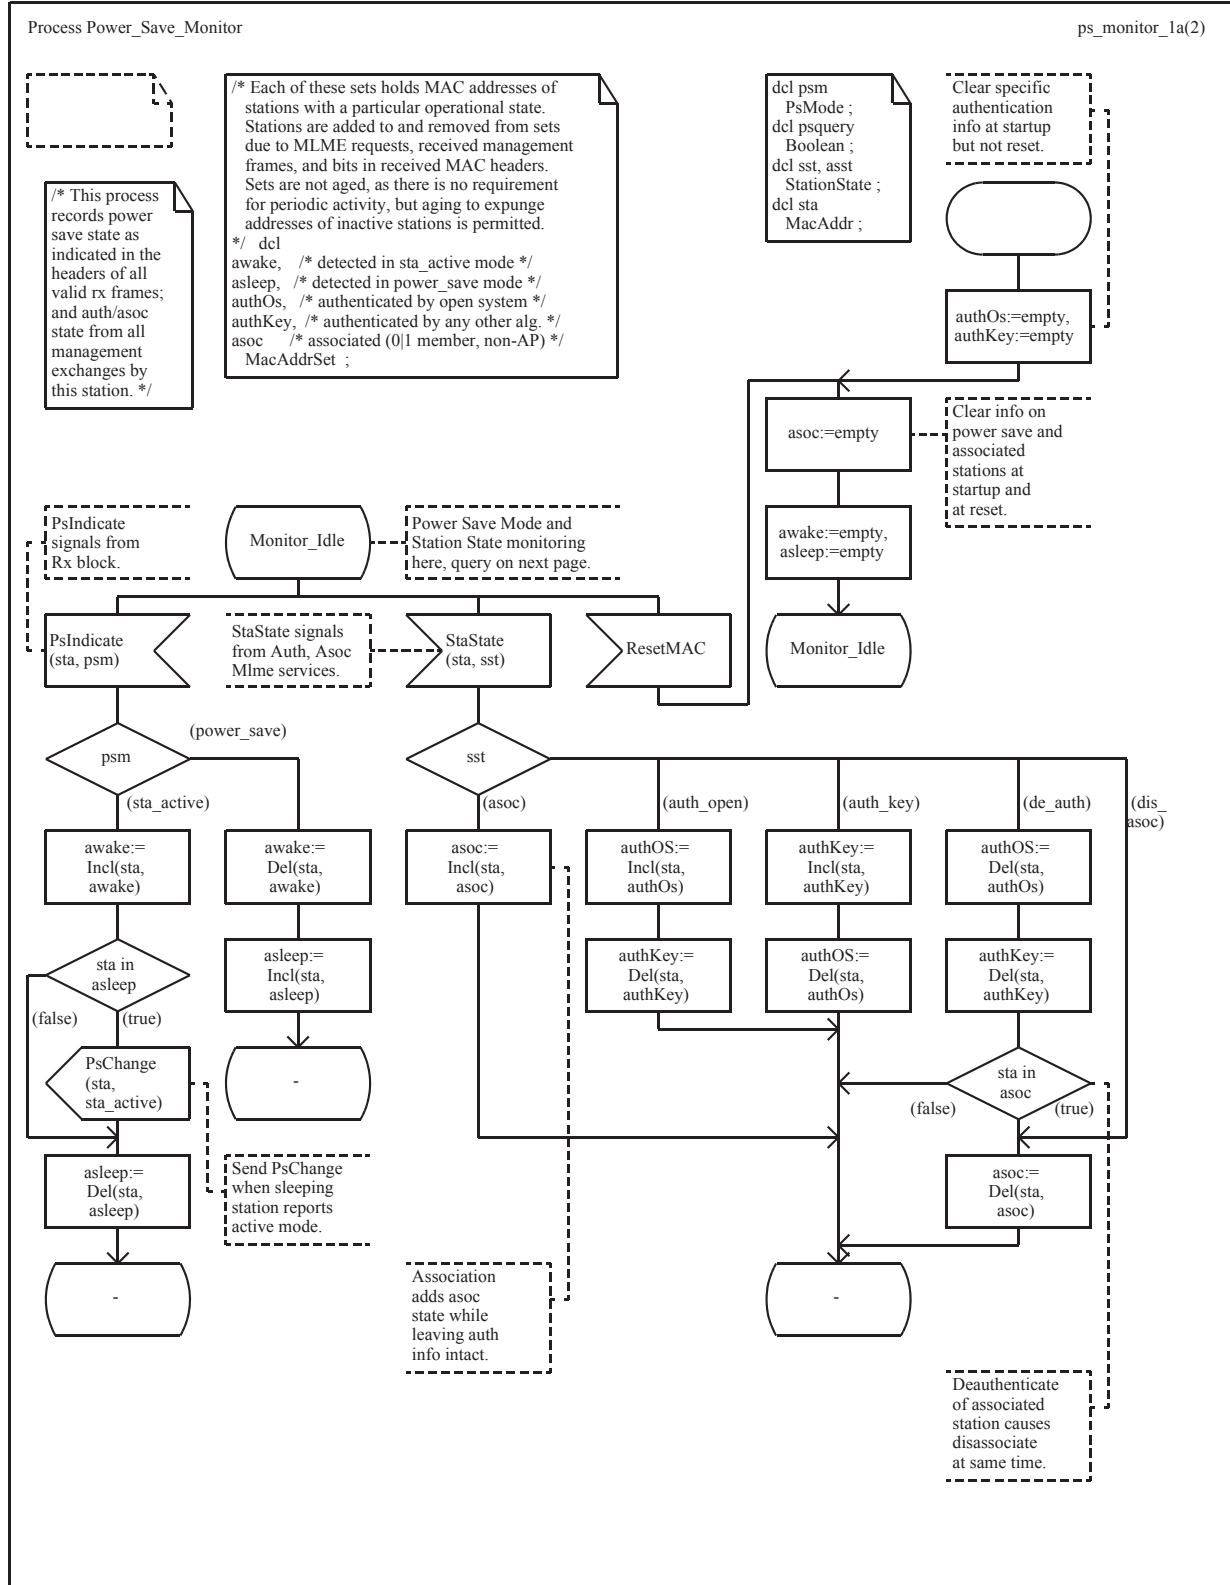 Process Power_Save_Monitor
ps_monitor_1a(2)
/* This process
records power
save state as
indicated in the
headers of all
valid rx frames;
and auth/asoc
state from all
management
exchanges by
this station. */
/* Each of these sets holds MAC addresses of
stations with a particular operational state.
Stations are added to and removed from sets
due to MLME requests, received management
frames, and bits in received MAC headers.
Sets are not aged, as there is no requirement
for periodic activity, but aging to expunge
addresses of inactive stations is permitted.
*/ dcl
awake, /* detected in sta_active mode */
asleep, /* detected in power_save mode */
authOs, /* authenticated by open system */
authKey, /* authenticated by any other alg. */
asoc /* associated (0|1 member, non-AP) */
MacAddrSet ;
dcl psm
PsMode ;
dcl psquery
Boolean ;
dcl sst, asst
StationState ;
dcl sta
MacAddr ;
Clear specific
authentication
info at startup
but not reset.
authOs:=empty,
authKey:=empty
asoc:=empty
Clear info on
power save and
associated
stations at
startup and
at reset.
awake:=empty,
asleep:=empty
Monitor_Idle
PsIndicate
signals from
Rx block.
Monitor_Idle
Power Save Mode and
Station State monitoring
here, query on next page.
PsIndicate
(sta, psm)
StaState signals
from Auth, Asoc
Mlme services.
StaState
(sta, sst)
ResetMAC
psm
(power_save)
(sta_active)
sst
(asoc)
(auth_open)
(auth_key)
(de_auth)
(dis_
asoc)
awake:=
Incl(sta,
awake)
awake:=
Del(sta,
awake)
asoc:=
Incl(sta,
asoc)
authOS:=
Incl(sta,
authOs)
authKey:=
Incl(sta,
authKey)
authOS:=
Del(sta,
authOs)
sta in
asleep
(false)
(true)
asleep:=
Incl(sta,
asleep)
authKey:=
Del(sta,
authKey)
authOS:=
Del(sta,
authOs)
authKey:=
Del(sta,
authKey)
PsChange
(sta,
sta_active)
-
sta in
asoc
(false)
(true)
asleep:=
Del(sta,
asleep)
Send PsChange
when sleeping
station reports
active mode.
asoc:=
Del(sta,
asoc)
-
Association
adds asoc
state while
leaving auth
info intact.
-
Deauthenticate
of associated
station causes
disassociate
at same time.